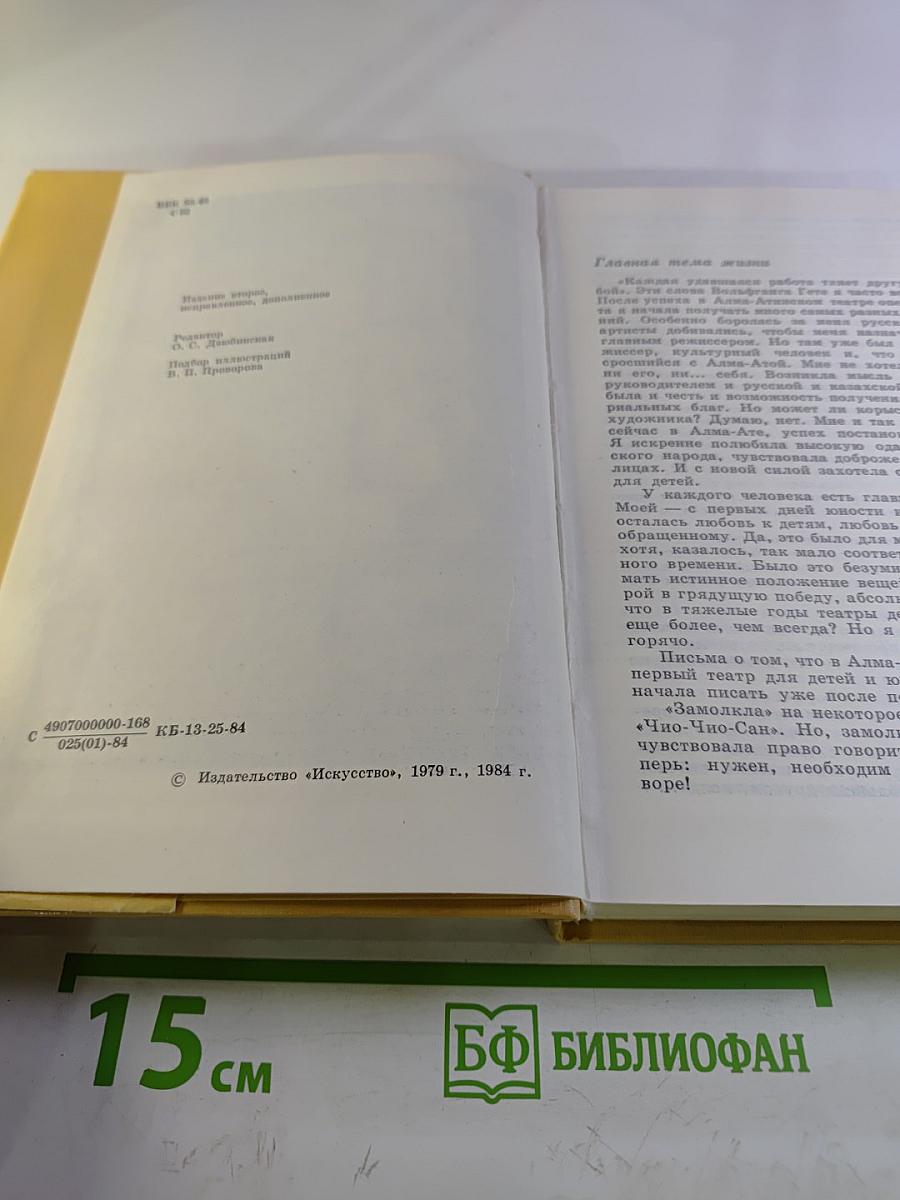 Издание второе,
исправленное, дополненное
Редактор
О. С. Дзюбинская
Подбор иллюстраций
В. П. Проворова
С 4907000000-168
025(01)-84 КБ-13-25-84
© Издательство «Искусство», 1979 г., 1984 г.
Главная тема жизни
«Каждая удавшаяся работа тянет друг
бой». Эти слова Вольфганга Гете я часто
После успеха в Алма-Атинском театре опе
та я начала получать много самых разны
ний. Особенно боролась за меня русс
артисты добивались, чтобы меня назна
главным режиссером. Но там уже был
жиссер, культурный человек и, что
сросшийся с Алма-Атой. Мне не хотел
ни его, ни... себя. Возникла мысль
руководителем и русской и казахской
была и честь и возможность получени
риальных благ. Но может ли корыс
художника? Думаю, нет. Мне и так
сейчас в Алма-Ате, успех постано
Я искренне полюбила высокую ода
ского народа, чувствовала доброже
лицах. И с новой силой захотела
для детей.
У каждого человека есть глав
Моей — с первых дней юности и
осталась любовь к детям, любовь
обращенному. Да, это было для м
хотя, казалось, так мало соответ
ного времени. Было это безуми
мать истинное положение вещей
рой в грядущую победу, абсоль
что в тяжелые годы театры де
еще более, чем всегда? Но я
горячо.
Письма о том, что в Алма-
первый театр для детей и ю
начала писать уже после п
«Замолкла» на некоторое
«Чио-Чио-Сан». Но, замол
чувствовала право говорит
перь: нужен, необходим
воре!
15 см
БФ БИБЛИОФАН